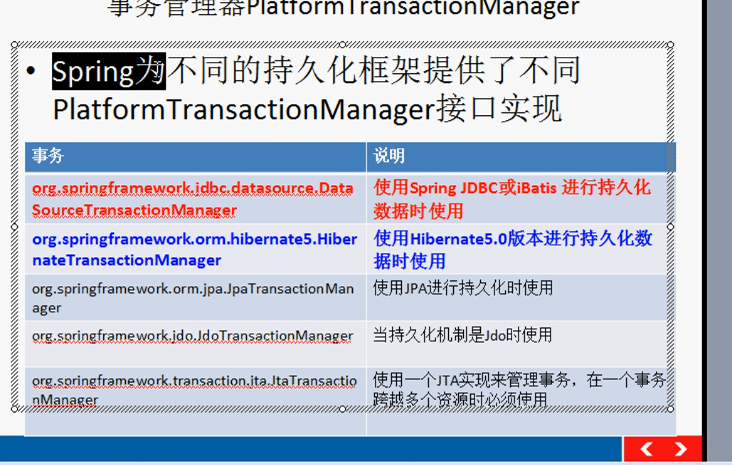 事务管理器PlatformTransactionManager
• Spring为不同的持久化框架提供了不同
PlatformTransactionManager接口实现
事务 说明
org.springframework.jdbc.datasource.Data 使用Spring JDBC或iBatis 进行持久化
SourceTransactionManager 数据时使用
org.springframework.orm.hibernate5.Hiber 使用Hibernate5.0版本进行持久化数
nateTransactionManager 据时使用
org.springframework.orm.jpa.JpaTransactionMan 使用JPA进行持久化时使用
ager
org.springframework.jdo.JdoTransactionManager 当持久化机制是Jdo时使用
org.springframework.transaction.jta.JtaTransactio 使用一个JTA实现来管理事务，在一个事务
nManager 跨越多个资源时必须使用